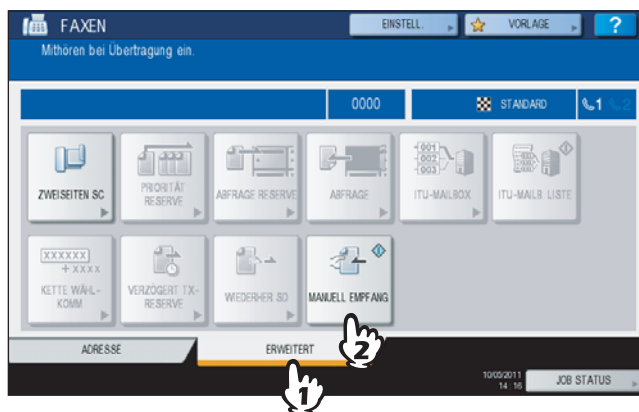 FAXEN
EINSTELL.
VORLAGE
?
Mithören bei Übertragung ein.
0000
STANDARD
1
2
ZWEISEITEN SC
PRIORITÄT
RESERVE
ABFRAGE RESERVE
ABFRAGE
001
002
003
ITU-MAILBOX
ITU-MAILB. LISTE
XXXXXX
+ XXXX
KETTE WÄHL-
KOMM.
VERZÖGERT TX-
RESERVE
WIEDERHER SD
MANUELL EMPFANG
ADRESSE
ERWEITERT
2
1
10/05/2011
14 : 16
JOB STATUS